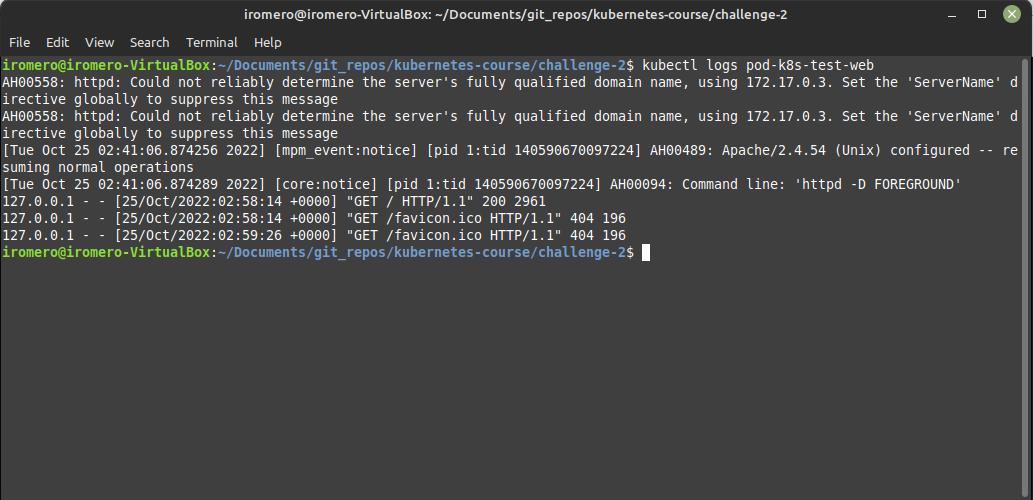 iromero@iromero-VirtualBox: ~/Documents/git_repos/kubernetes-course/challenge-2
File Edit View Search Terminal Help
iromero@iromero-VirtualBox:~/Documents/git_repos/kubernetes-course/challenge-2$ kubectl logs pod-k8s-test-web
AH00558: httpd: Could not reliably determine the server's fully qualified domain name, using 172.17.0.3. Set the 'ServerName' d
irective globally to suppress this message
AH00558: httpd: Could not reliably determine the server's fully qualified domain name, using 172.17.0.3. Set the 'ServerName' d
irective globally to suppress this message
[Tue Oct 25 02:41:06.874256 2022] [mpm_event:notice] [pid 1:tid 140590670097224] AH00489: Apache/2.4.54 (Unix) configured -- re
suming normal operations
[Tue Oct 25 02:41:06.874289 2022] [core:notice] [pid 1:tid 140590670097224] AH00094: Command line: 'httpd -D FOREGROUND'
127.0.0.1 - - [25/Oct/2022:02:58:14 +0000] "GET / HTTP/1.1" 200 2961
127.0.0.1 - - [25/Oct/2022:02:58:14 +0000] "GET /favicon.ico HTTP/1.1" 404 196
127.0.0.1 - - [25/Oct/2022:02:59:26 +0000] "GET /favicon.ico HTTP/1.1" 404 196
iromero@iromero-VirtualBox:~/Documents/git_repos/kubernetes-course/challenge-2$